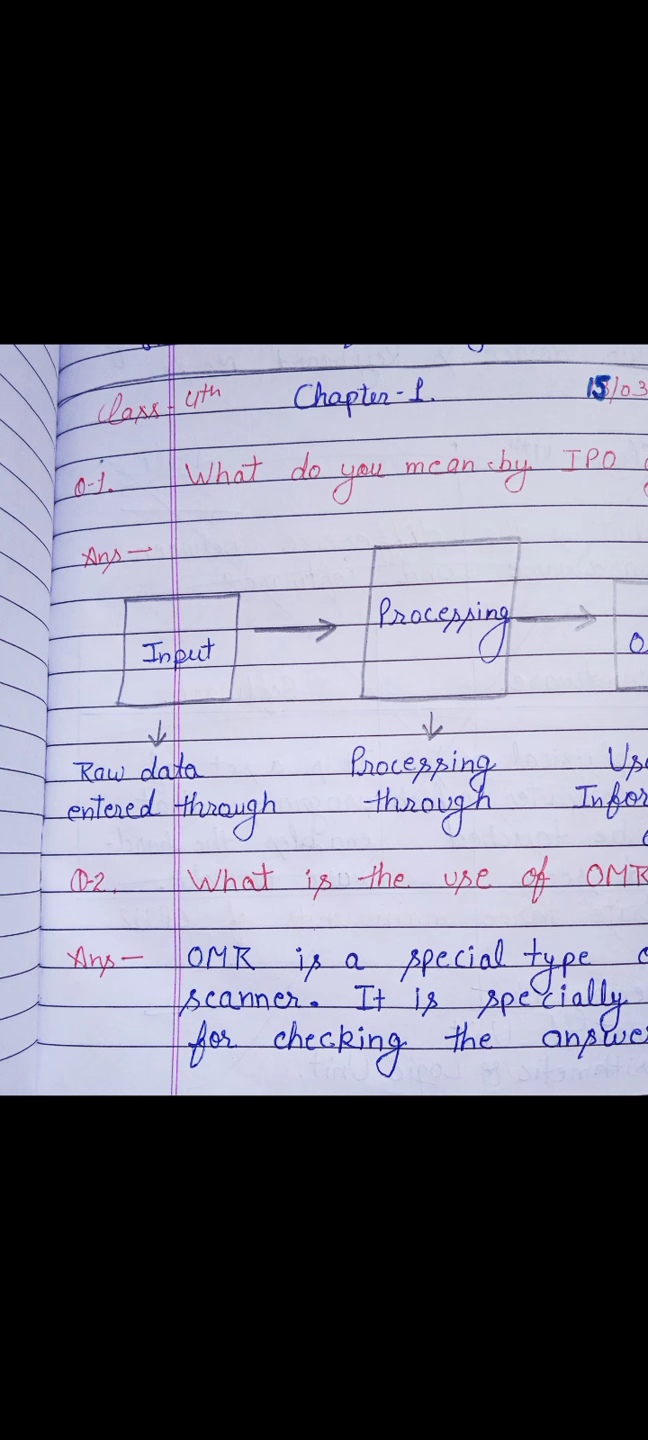 Class - 4th Chapter-1. 15/03
Q-1. What do you mean by IPO
Ans -
Input Processing
Raw data Processing
entered through through
Q-2. What is the use of OMR
Ans - OMR is a special type
scanner. It is specially
for checking the